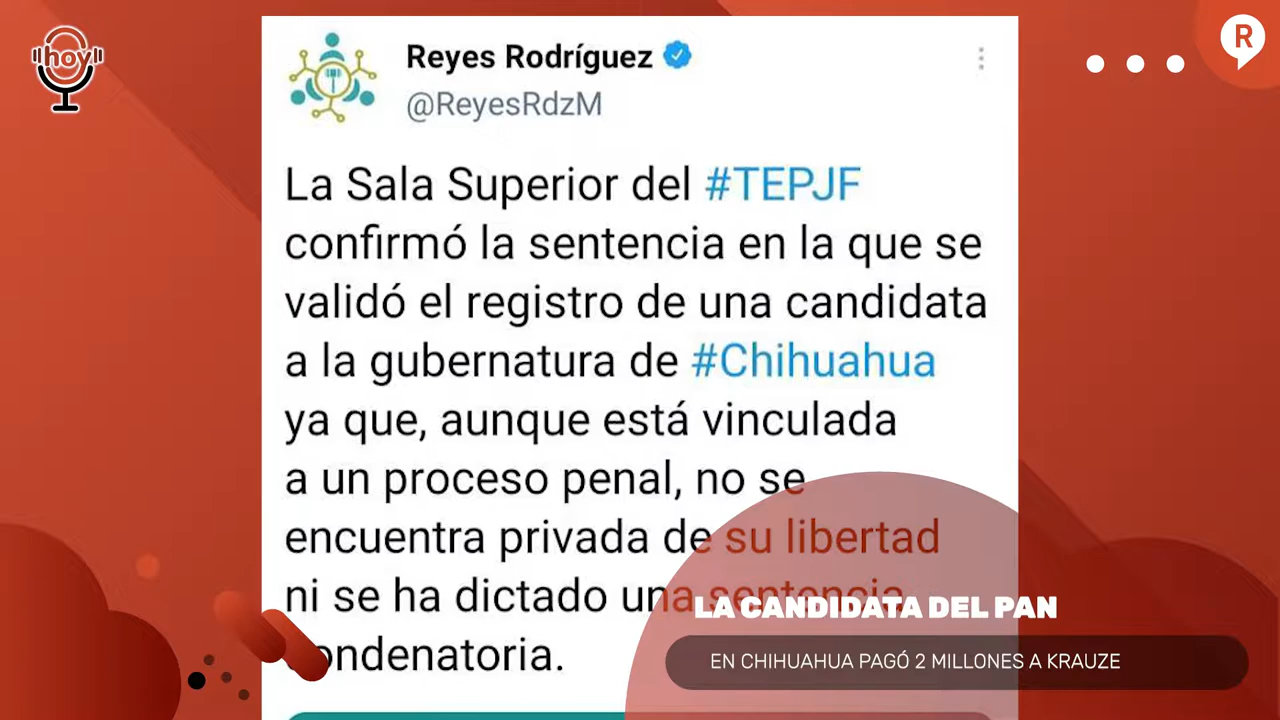 hoy
R
Reyes Rodríguez
@ReyesRdzM
La Sala Superior del #TEPJF
confirmó la sentencia en la que se
validó el registro de una candidata
a la gubernatura de #Chihuahua
ya que, aunque está vinculada
a un proceso penal, no se
encuentra privada de su libertad
ni se ha dictado una sentencia
condenatoria.
LA CANDIDATA DEL PAN
EN CHIHUAHUA PAGÓ 2 MILLONES A KRAUZE